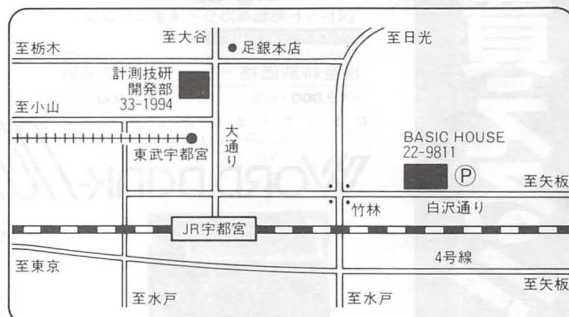 至栃木
至大谷
足銀本店
至日光
計測技研
開発部
33-1994
至小山
大通り
東武宇都宮
BASIC HOUSE
22-9811
P
至矢板
竹林
白沢通り
JR宇都宮
4号線
至東京
至矢板
至水戸
至水戸